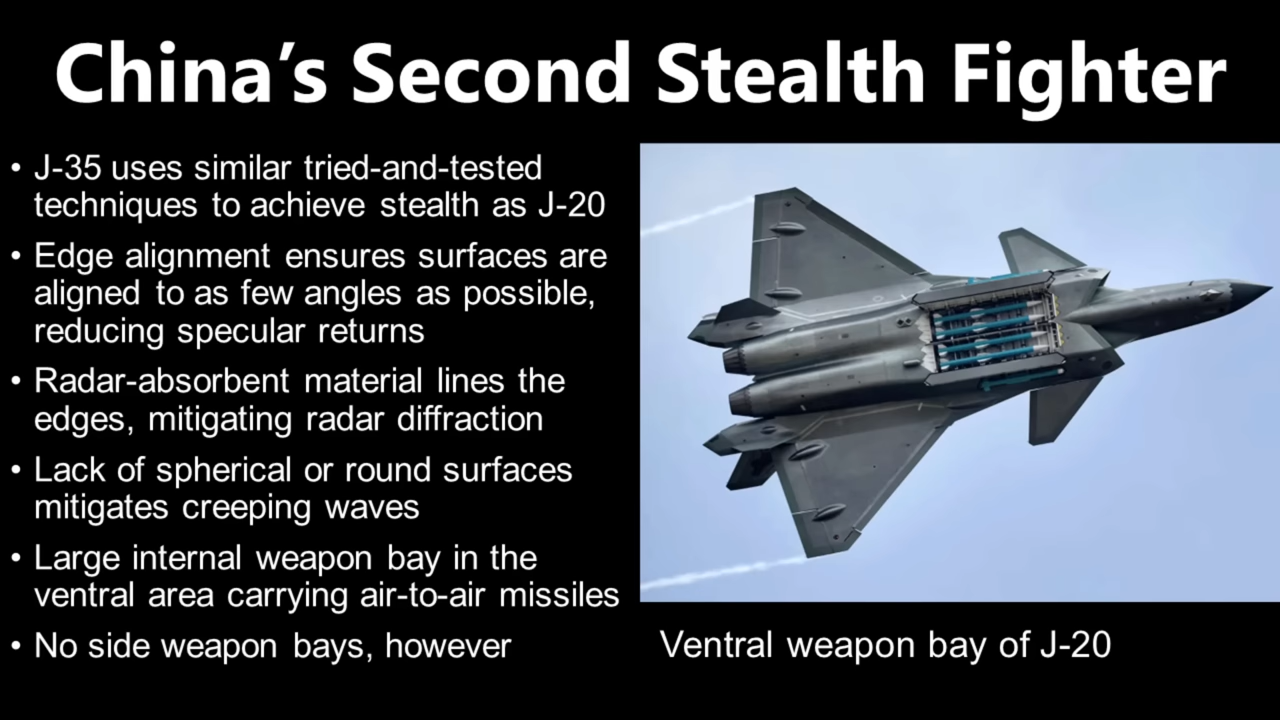 China's Second Stealth Fighter
• J-35 uses similar tried-and-tested
techniques to achieve stealth as J-20
• Edge alignment ensures surfaces are
aligned to as few angles as possible,
reducing specular returns
• Radar-absorbent material lines the
edges, mitigating radar diffraction
• Lack of spherical or round surfaces
mitigates creeping waves
• Large internal weapon bay in the
ventral area carrying air-to-air missiles
• No side weapon bays, however
Ventral weapon bay of J-20